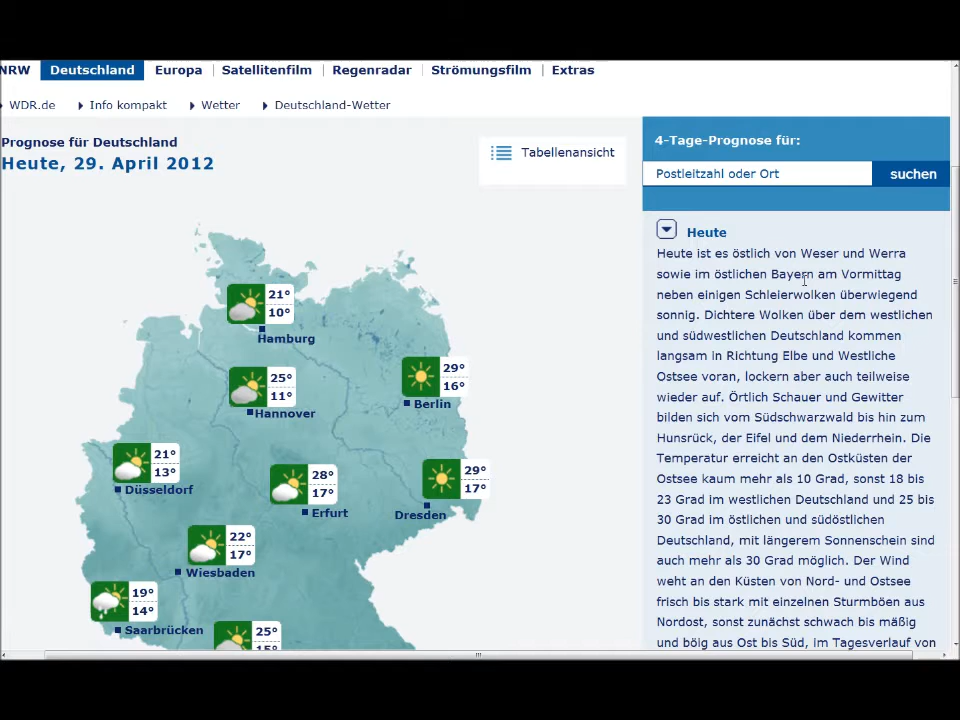 NRW Deutschland Europa Satellitenfilm Regenradar Strömungsfilm Extras
WDR.de Info kompakt Wetter Deutschland-Wetter
Prognose für Deutschland
Heute, 29. April 2012
Tabellenansicht
21°
10°
Hamburg
25°
11°
Hannover
29°
16°
Berlin
21°
13°
Düsseldorf
28°
17°
Erfurt
29°
17°
Dresden
22°
17°
Wiesbaden
19°
14°
Saarbrücken
25°
15°
4-Tage-Prognose für:
Postleitzahl oder Ort suchen
Heute
Heute ist es östlich von Weser und Werra
sowie im östlichen Bayern am Vormittag
neben einigen Schleierwolken überwiegend
sonnig. Dichtere Wolken über dem westlichen
und südwestlichen Deutschland kommen
langsam in Richtung Elbe und Westliche
Ostsee voran, lockern aber auch teilweise
wieder auf. Örtlich Schauer und Gewitter
bilden sich vom Südschwarzwald bis hin zum
Hunsrück, der Eifel und dem Niederrhein. Die
Temperatur erreicht an den Ostküsten der
Ostsee kaum mehr als 10 Grad, sonst 18 bis
23 Grad im westlichen Deutschland und 25 bis
30 Grad im östlichen und südöstlichen
Deutschland, mit längerem Sonnenschein sind
auch mehr als 30 Grad möglich. Der Wind
weht an den Küsten von Nord- und Ostsee
frisch bis stark mit einzelnen Sturmböen aus
Nordost, sonst zunächst schwach bis mäßig
und böig aus Ost bis Süd, im Tagesverlauf von